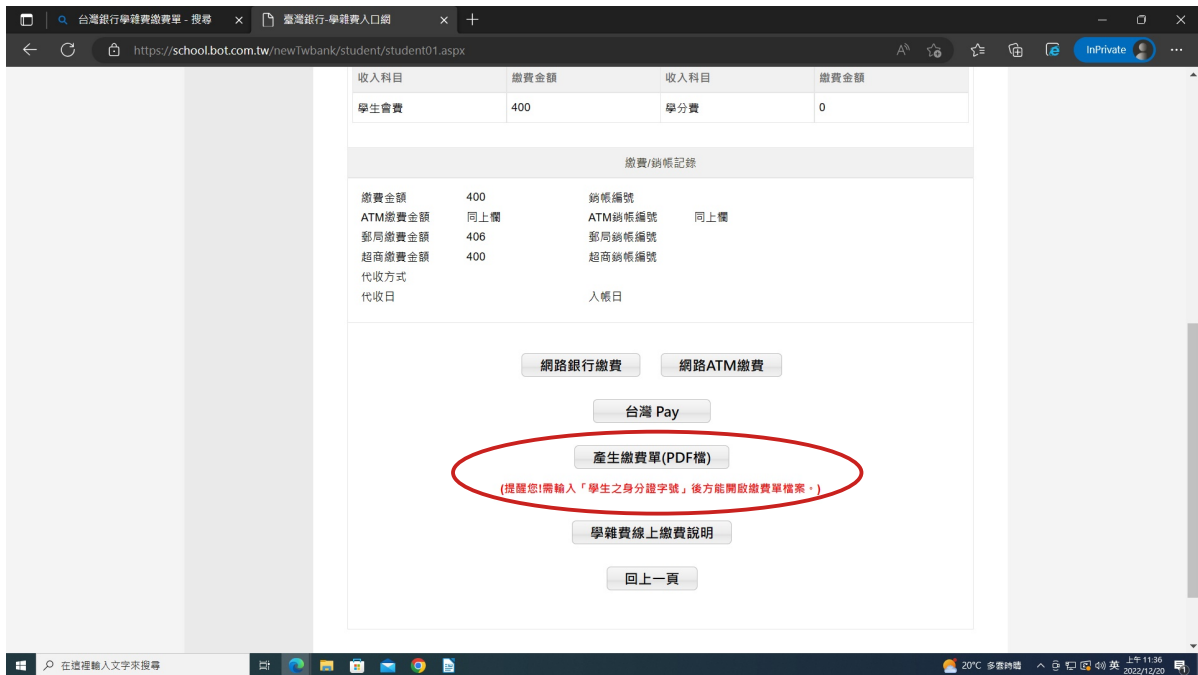 台灣銀行學雜費繳費單 - 搜尋
臺灣銀行-學雜費入口網
https://school.bot.com.tw/newTwbank/student/student01.aspx
InPrivate
收入科目 繳費金額 收入科目 繳費金額
學生會費 400 學分費 0
繳費/銷帳記錄
繳費金額 400 銷帳編號
ATM繳費金額 同上欄 ATM銷帳編號 同上欄
郵局繳費金額 406 郵局銷帳編號
超商繳費金額 400 超商銷帳編號
代收方式
代收日 入帳日
網路銀行繳費 網路ATM繳費
台灣 Pay
產生繳費單(PDF檔)
(提醒您!需輸入「學生之身分證字號」後方能開啟繳費單檔案。)
學雜費線上繳費說明
回上一頁
在這裡輸入文字來搜尋
20°C 多雲時晴 英 上午 11:36
2022/12/20